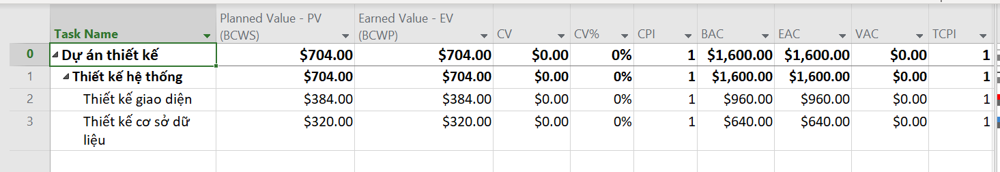 Task Name Planned Value - PV (BCWS) Earned Value - EV (BCWP) CV CV% CPI BAC EAC VAC TCPI
0 Dự án thiết kế $704.00 $704.00 $0.00 0% 1 $1,600.00 $1,600.00 $0.00 1
1 Thiết kế hệ thống $704.00 $704.00 $0.00 0% 1 $1,600.00 $1,600.00 $0.00 1
2 Thiết kế giao diện $384.00 $384.00 $0.00 0% 1 $960.00 $960.00 $0.00 1
3 Thiết kế cơ sở dữ $320.00 $320.00 $0.00 0% 1 $640.00 $640.00 $0.00 1
liệu